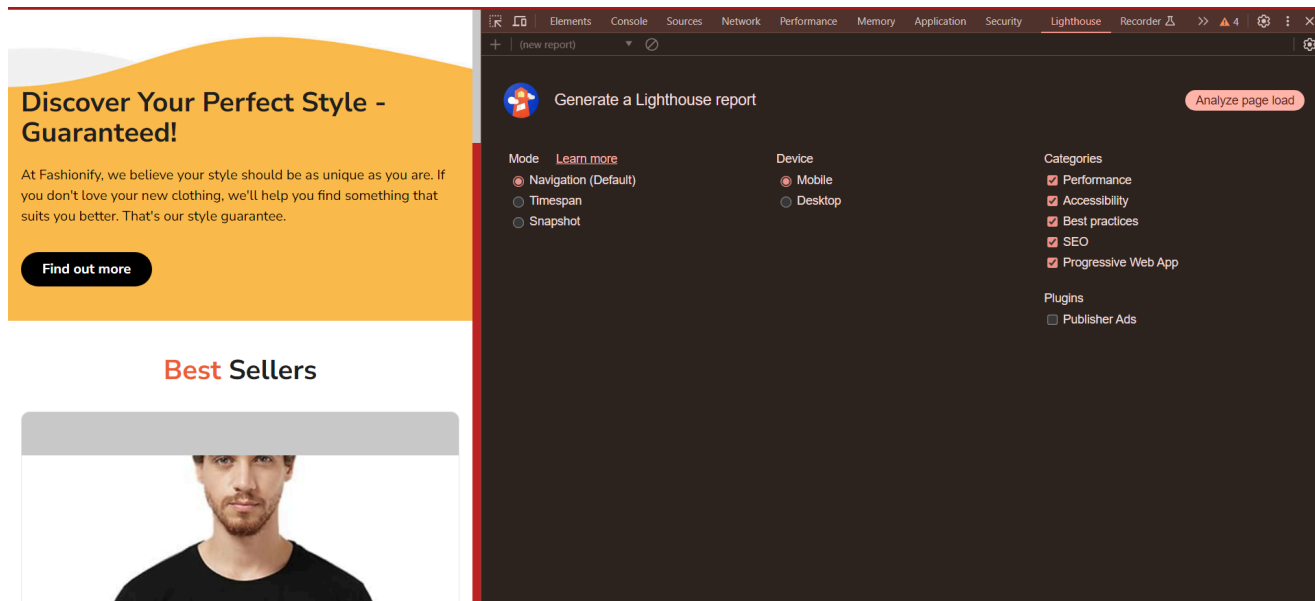 Discover Your Perfect Style -
Guaranteed!
At Fashionify, we believe your style should be as unique as you are. If
you don't love your new clothing, we'll help you find something that
suits you better. That's our style guarantee.
Find out more
Best Sellers
Elements Console Sources Network Performance Memory Application Security Lighthouse Recorder 4
(new report)
Generate a Lighthouse report
Analyze page load
Mode Learn more
Navigation (Default)
Timespan
Snapshot
Device
Mobile
Desktop
Categories
Performance
Accessibility
Best practices
SEO
Progressive Web App
Plugins
Publisher Ads